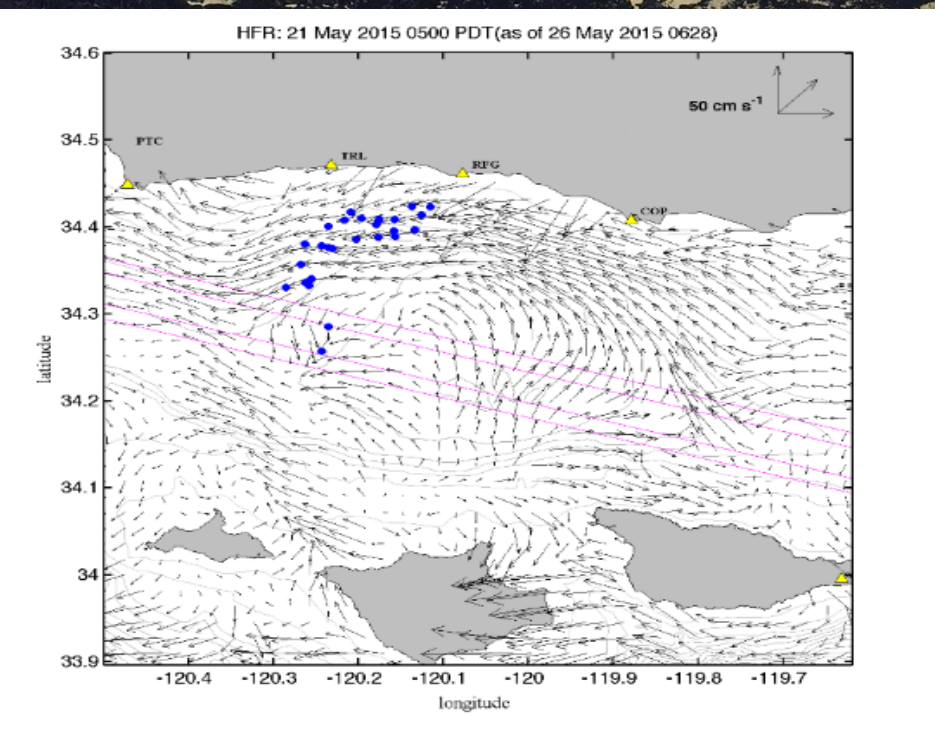 HFR: 21 May 2015 0500 PDT(as of 26 May 2015 0628)
34.6
50 cm s-1
34.5
PTC
TRL
RFG
COP
34.4
34.3
latitude
34.2
34.1
34
33.9
-120.4 -120.3 -120.2 -120.1 -120 -119.9 -119.8 -119.7
longitude